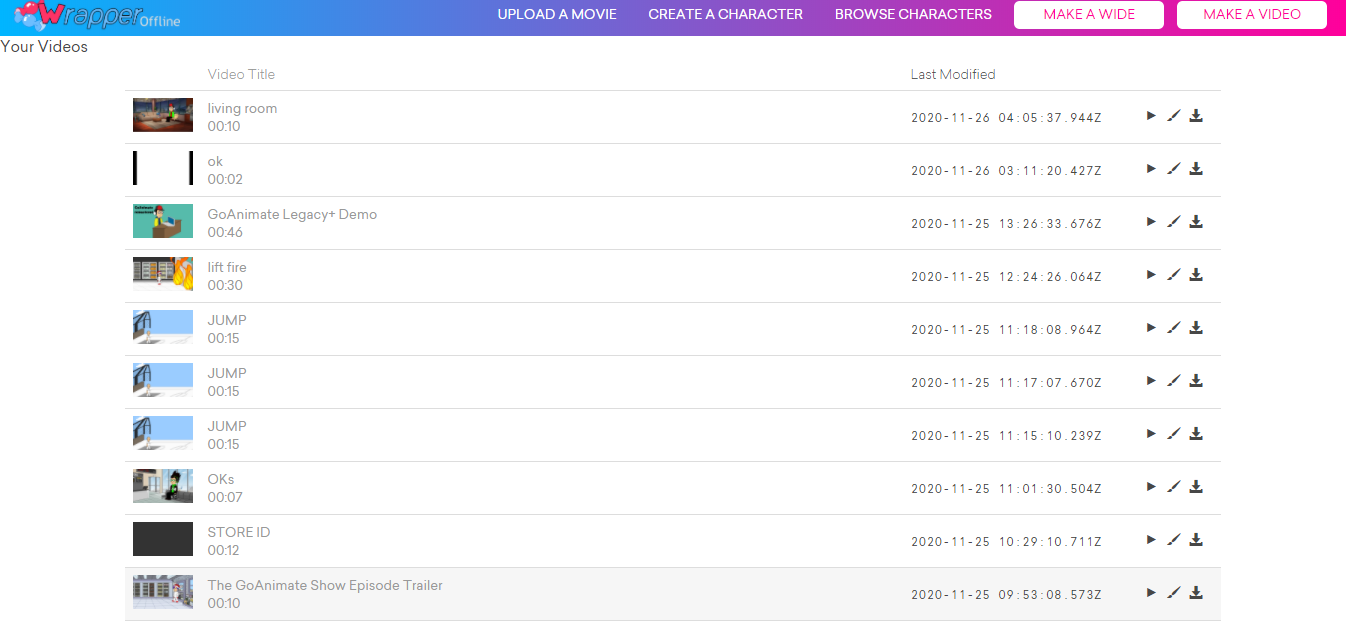 Wrapper Offline UPLOAD A MOVIE CREATE A CHARACTER BROWSE CHARACTERS MAKE A WIDE MAKE A VIDEO
Your Videos
Video Title Last Modified
living room
00:10 2020-11-26 04:05:37.944Z
ok
00:02 2020-11-26 03:11:20.427Z
GoAnimate Legacy+ Demo
00:46 2020-11-25 13:26:33.676Z
lift fire
00:30 2020-11-25 12:24:26.064Z
JUMP
00:15 2020-11-25 11:18:08.964Z
JUMP
00:15 2020-11-25 11:17:07.670Z
JUMP
00:15 2020-11-25 11:15:10.239Z
OKs
00:07 2020-11-25 11:01:30.504Z
STORE ID
00:12 2020-11-25 10:29:10.711Z
The GoAnimate Show Episode Trailer
00:10 2020-11-25 09:53:08.573Z